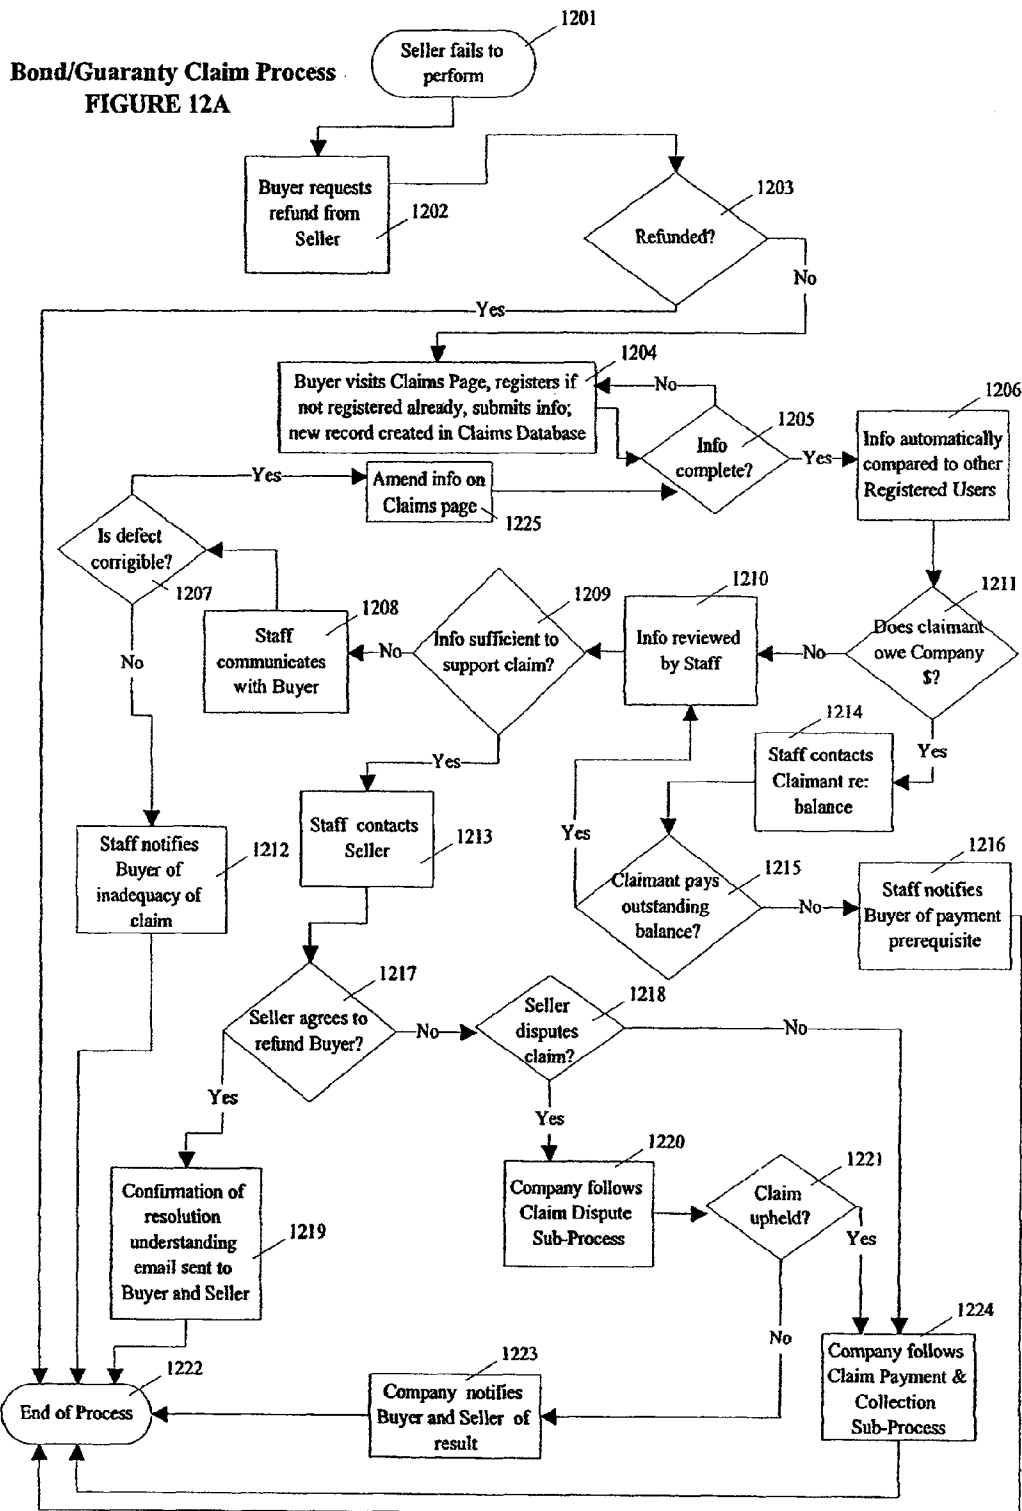 1201
Seller fails to
perform
Bond/Guaranty Claim Process
FIGURE 12A
Buyer requests
refund from
Seller
1202
1203
Refunded?
No
Yes
1204
Buyer visits Claims Page, registers if
not registered already, submits info;
new record created in Claims Database
No
1205
Info
complete?
Yes
1206
Info automatically
compared to other
Registered Users
Yes
Amend info on
Claims page
1225
Is defect
corrigible?
1207
No
1208
Staff
communicates
with Buyer
No
1209
Info sufficient to
support claim?
Yes
1210
Info reviewed
by Staff
No
1211
Does claimant
owe Company
$?
Yes
1214
Staff contacts
Claimant re:
balance
Yes
Claimant pays
outstanding
balance?
1215
No
1216
Staff notifies
Buyer of payment
prerequisite
Staff notifies
Buyer of
inadequacy of
claim
1212
Staff contacts
Seller
1213
1217
Seller agrees to
refund Buyer?
No
Yes
1218
Seller
disputes
claim?
No
Yes
1220
Company follows
Claim Dispute
Sub-Process
1221
Claim
upheld?
Yes
No
Confirmation of
resolution
understanding
email sent to
Buyer and Seller
1219
1222
End of Process
1223
Company notifies
Buyer and Seller of
result
1224
Company follows
Claim Payment &
Collection
Sub-Process